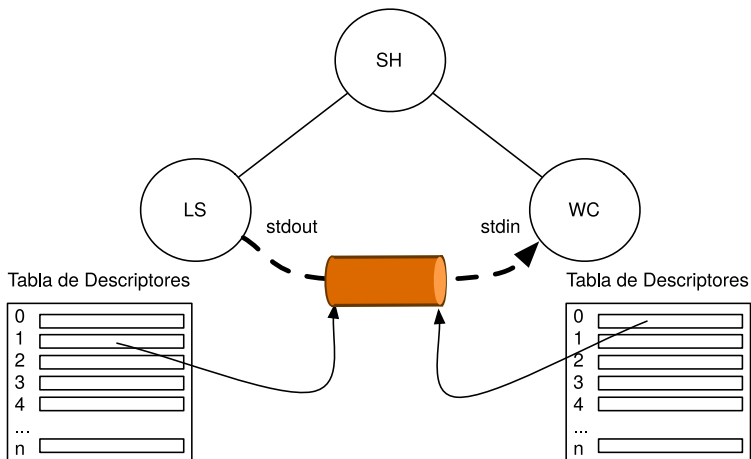 SH
LS
WC
stdout
stdin
Tabla de Descriptores
0
1
2
3
4
...
n
Tabla de Descriptores
0
1
2
3
4
...
n